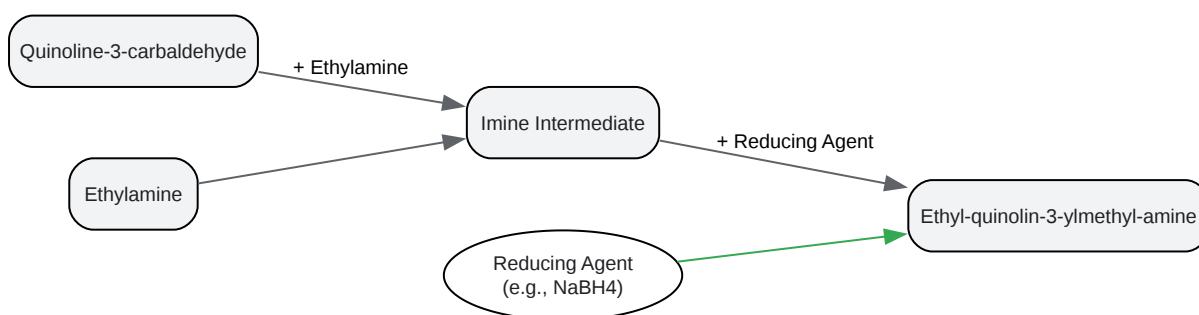 Quinoline-3-carbaldehyde
+ Ethylamine
Imine Intermediate
+ Reducing Agent
Ethylamine
Ethyl-quinolin-3-ylmethyl-amine
Reducing Agent
(e.g., NaBH4)